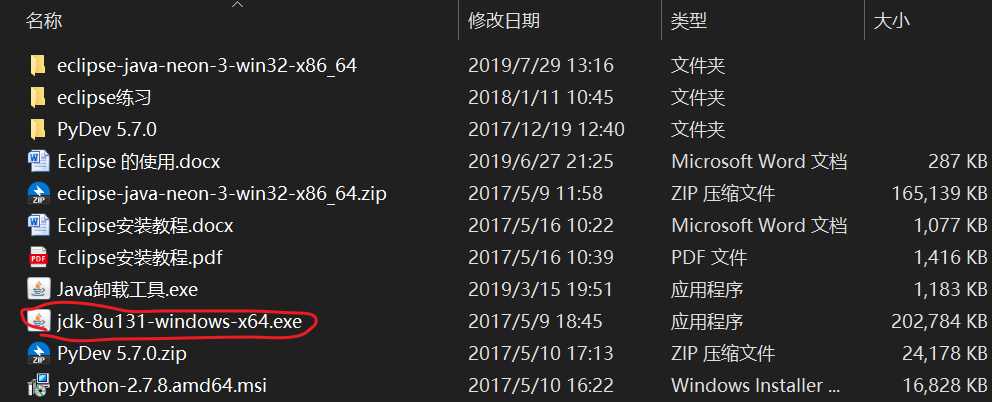 名称 修改日期 类型 大小
eclipse-java-neon-3-win32-x86_64 2019/7/29 13:16 文件夹
eclipse练习 2018/1/11 10:45 文件夹
PyDev 5.7.0 2017/12/19 12:40 文件夹
Eclipse 的使用.docx 2019/6/27 21:25 Microsoft Word 文档 287 KB
eclipse-java-neon-3-win32-x86_64.zip 2017/5/9 11:58 ZIP 压缩文件 165,139 KB
Eclipse安装教程.docx 2017/5/16 10:22 Microsoft Word 文档 1,077 KB
Eclipse安装教程.pdf 2017/5/16 10:39 PDF 文件 1,416 KB
Java卸载工具.exe 2019/3/15 19:51 应用程序 1,183 KB
jdk-8u131-windows-x64.exe 2017/5/9 18:45 应用程序 202,784 KB
PyDev 5.7.0.zip 2017/5/10 17:13 ZIP 压缩文件 24,178 KB
python-2.7.8.amd64.msi 2017/5/10 16:22 Windows Installer ... 16,828 KB